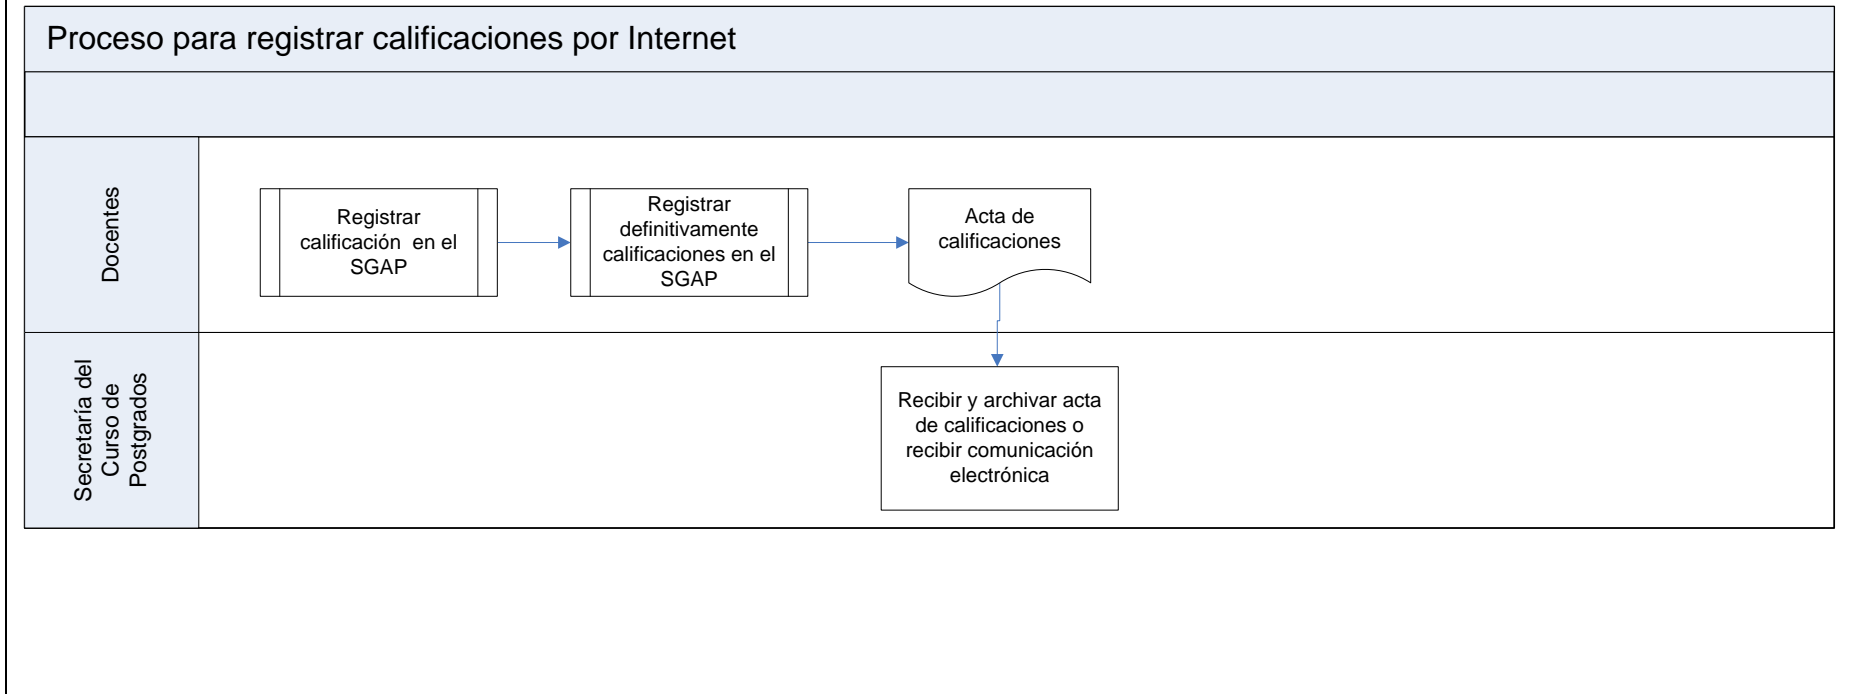 Proceso para registrar calificaciones por Internet
Docentes
Registrar
calificación  en el
SGAP
Registrar
definitivamente
calificaciones en el
SGAP
Acta de
calificaciones
Secretaría del
Curso de
Postgrados
Recibir y archivar acta
de calificaciones o
recibir comunicación
electrónica